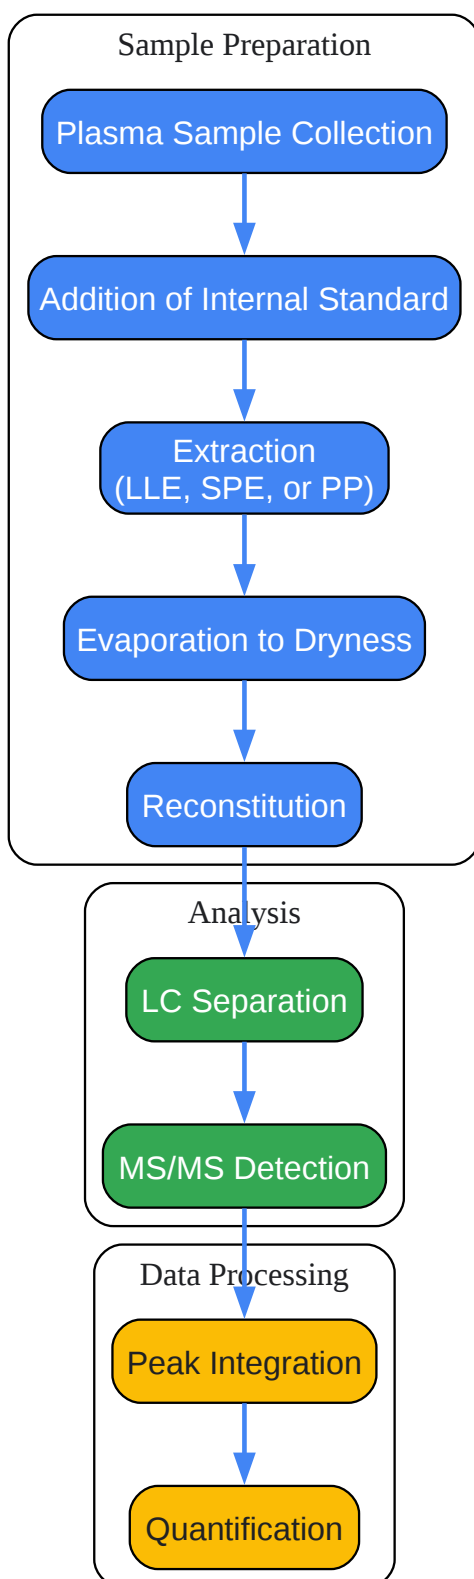 Sample Preparation
Plasma Sample Collection
Addition of Internal Standard
Extraction
(LLE, SPE, or PP)
Evaporation to Dryness
Reconstitution
Analysis
LC Separation
MS/MS Detection
Data Processing
Peak Integration
Quantification